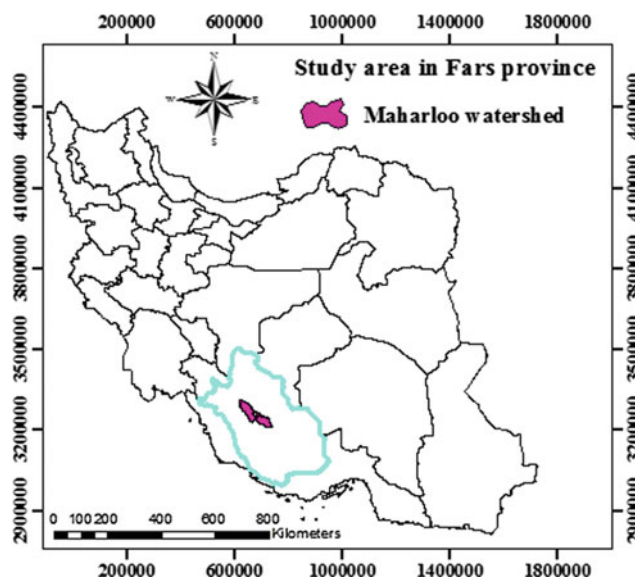 200000 600000 1000000 1400000 1800000
N
W E
S
Study area in Fars province
Maharloo watershed
4400000 4400000
4100000 4100000
3800000 3800000
3500000 3500000
3200000 3200000
2900000 2900000
0 100 200 400 600 800
Kilometers
200000 600000 1000000 1400000 1800000